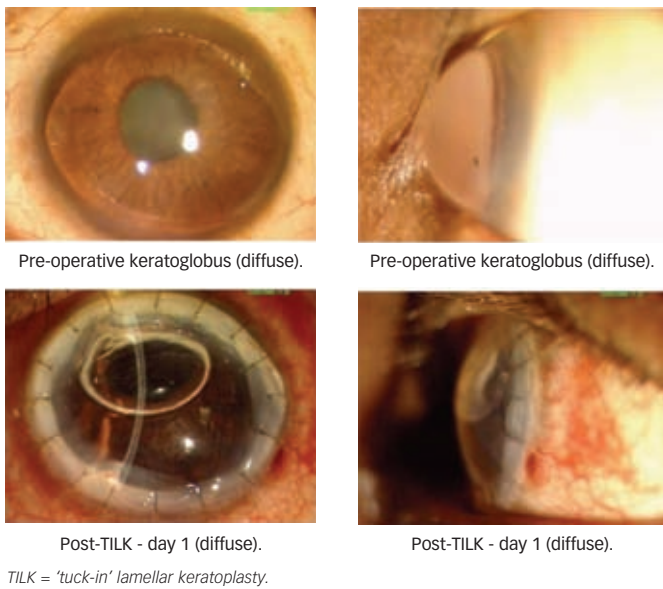 Pre-operative keratoglobus (diffuse).
Pre-operative keratoglobus (diffuse).
Post-TILK - day 1 (diffuse).
Post-TILK - day 1 (diffuse).
TILK = ‘tuck-in’ lamellar keratoplasty.